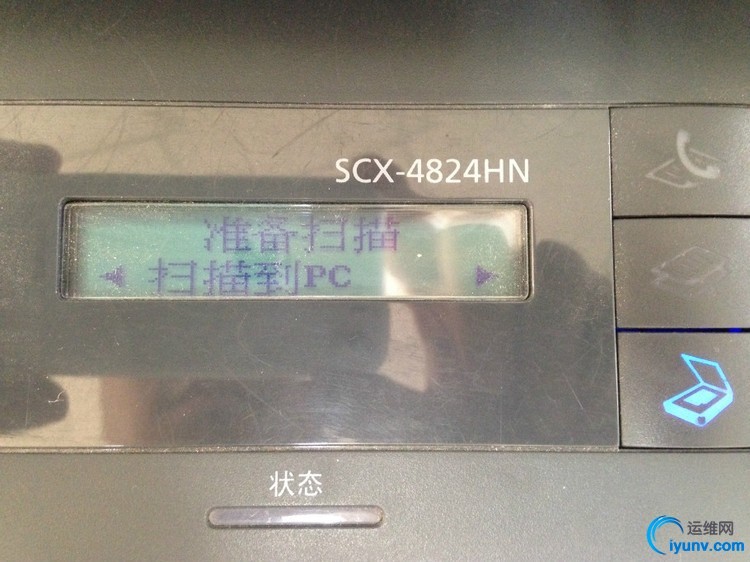 SCX-4824HN
准备扫描
扫描到PC
状态
运维网
iyunv.com